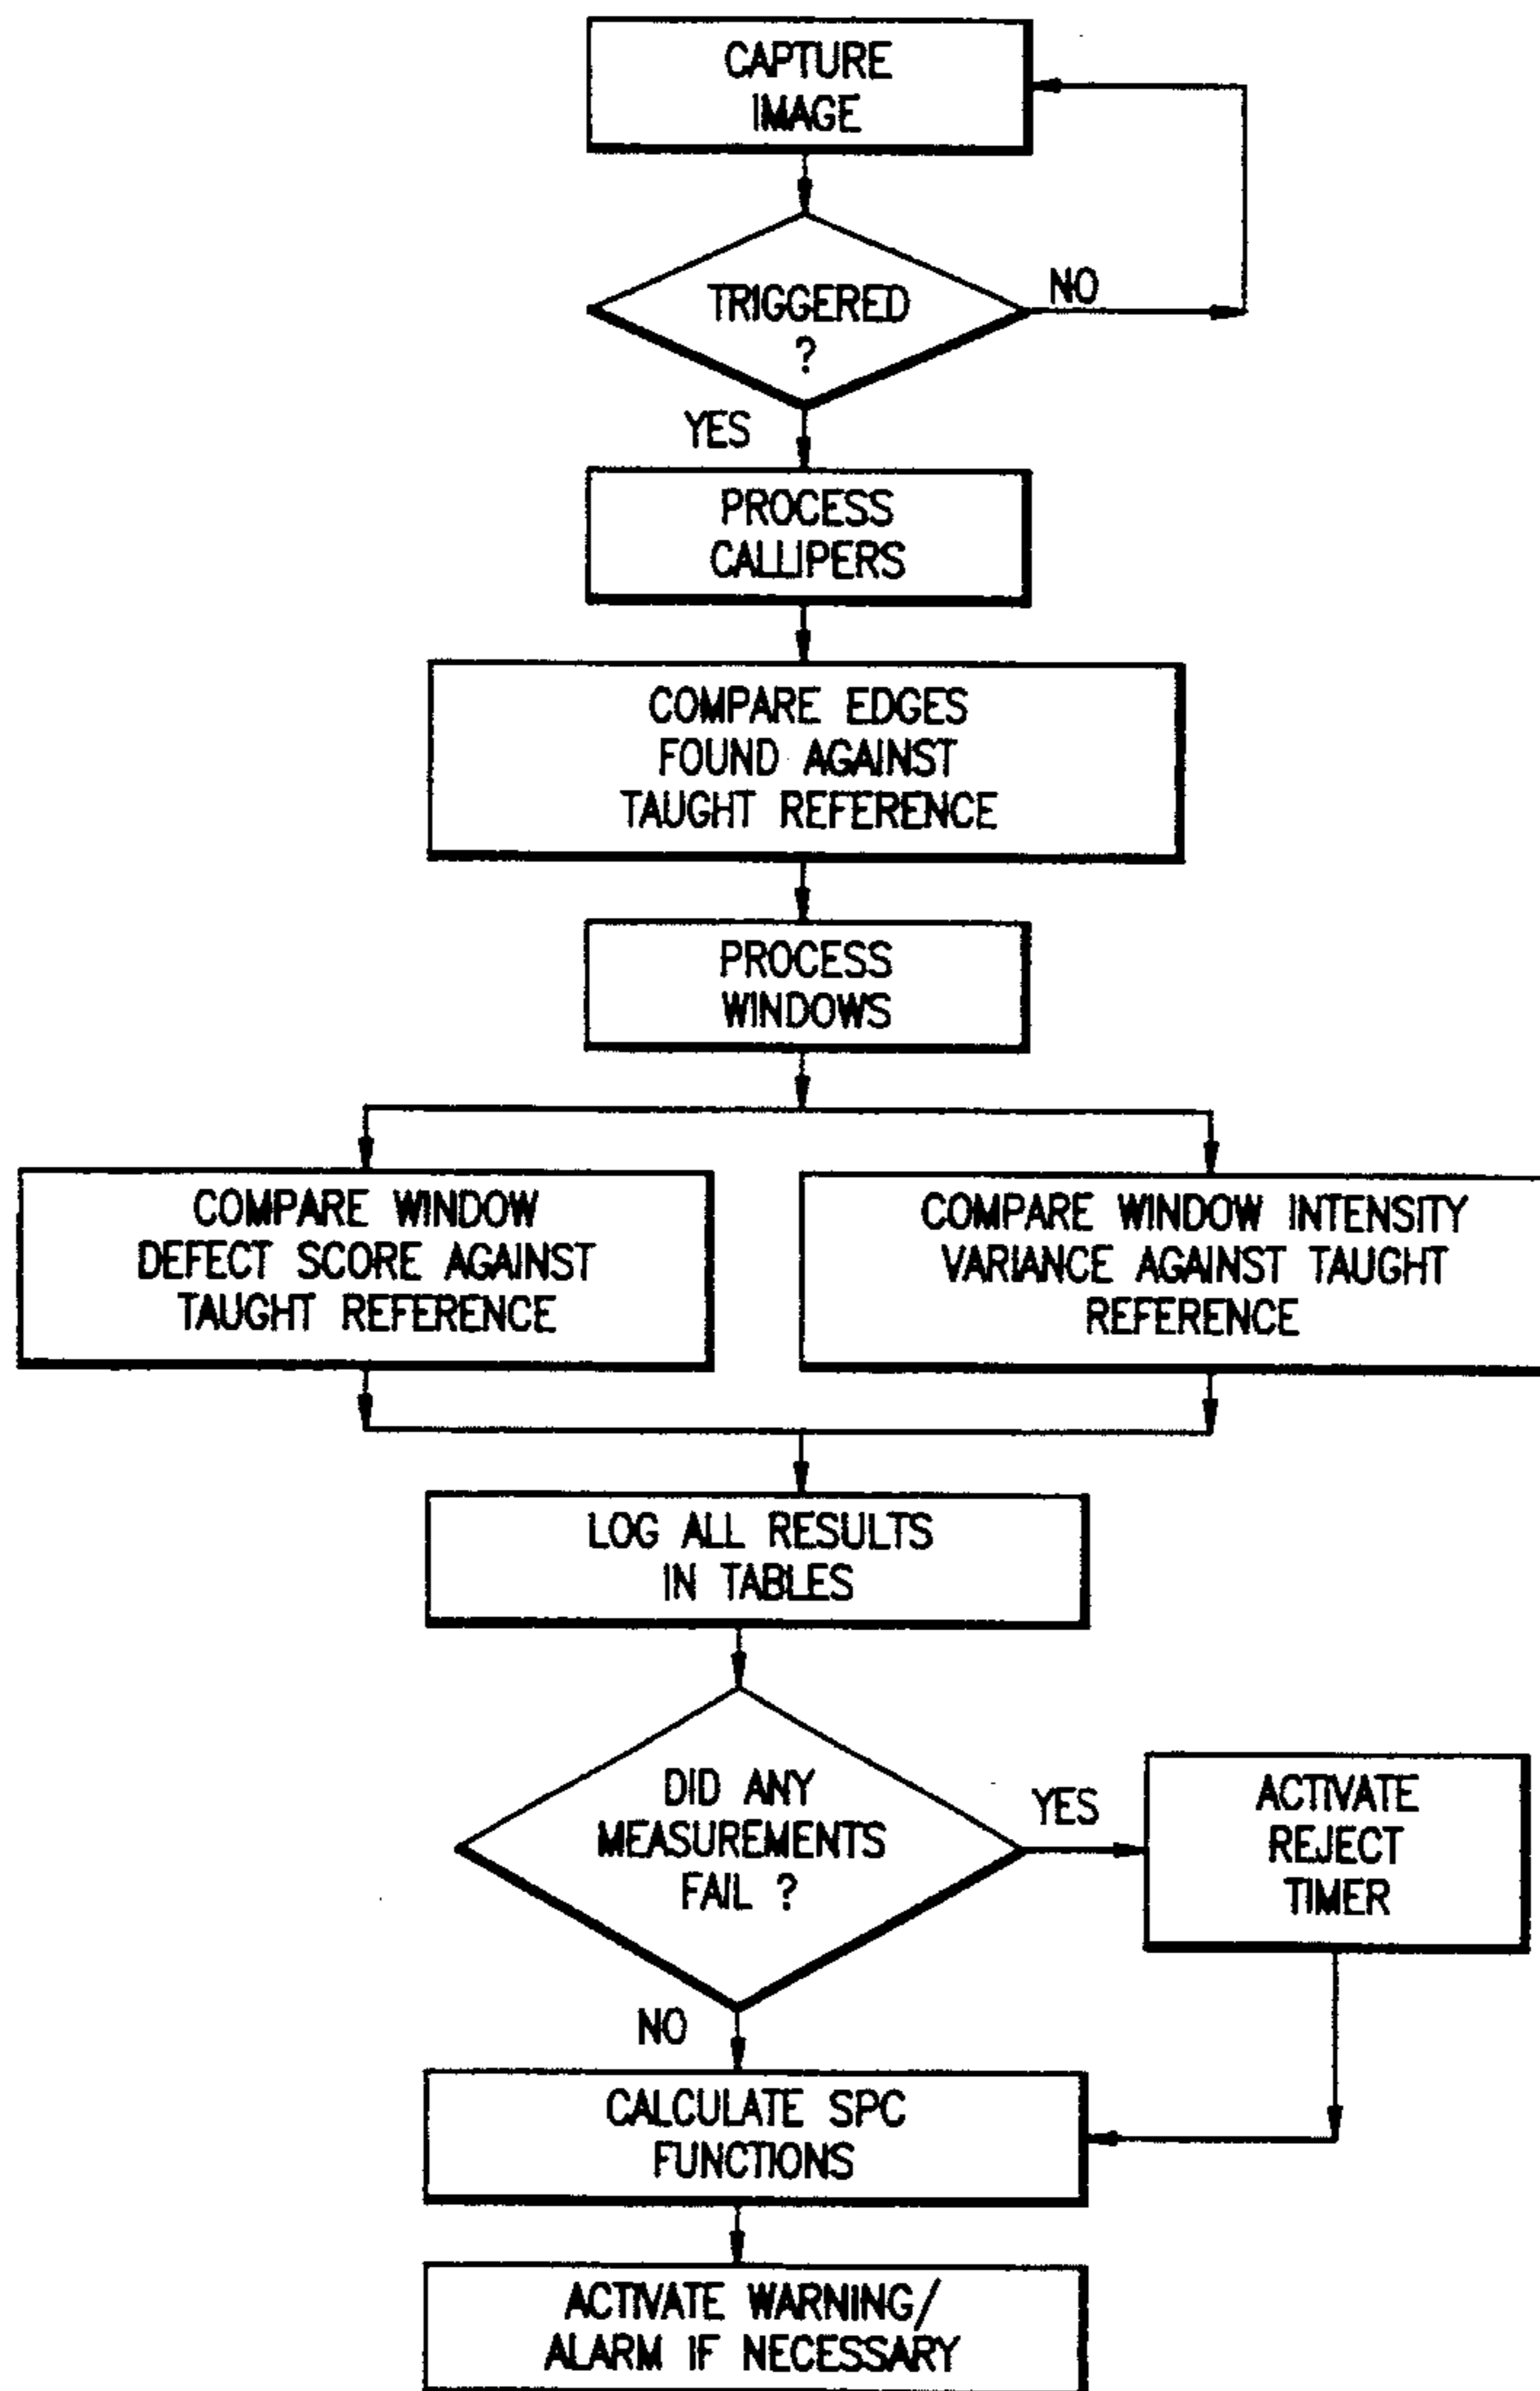 CAPTURE
IMAGE
TRIGGERED
?
NO
YES
PROCESS
CALLIPERS
COMPARE EDGES
FOUND AGAINST
TAUGHT REFERENCE
PROCESS
WINDOWS
COMPARE WINDOW
DEFECT SCORE AGAINST
TAUGHT REFERENCE
COMPARE WINDOW INTENSITY
VARIANCE AGAINST TAUGHT
REFERENCE
LOG ALL RESULTS
IN TABLES
DID ANY
MEASUREMENTS
FAIL ?
YES
ACTIVATE
REJECT
TIMER
NO
CALCULATE SPC
FUNCTIONS
ACTIVATE WARNING/
ALARM IF NECESSARY